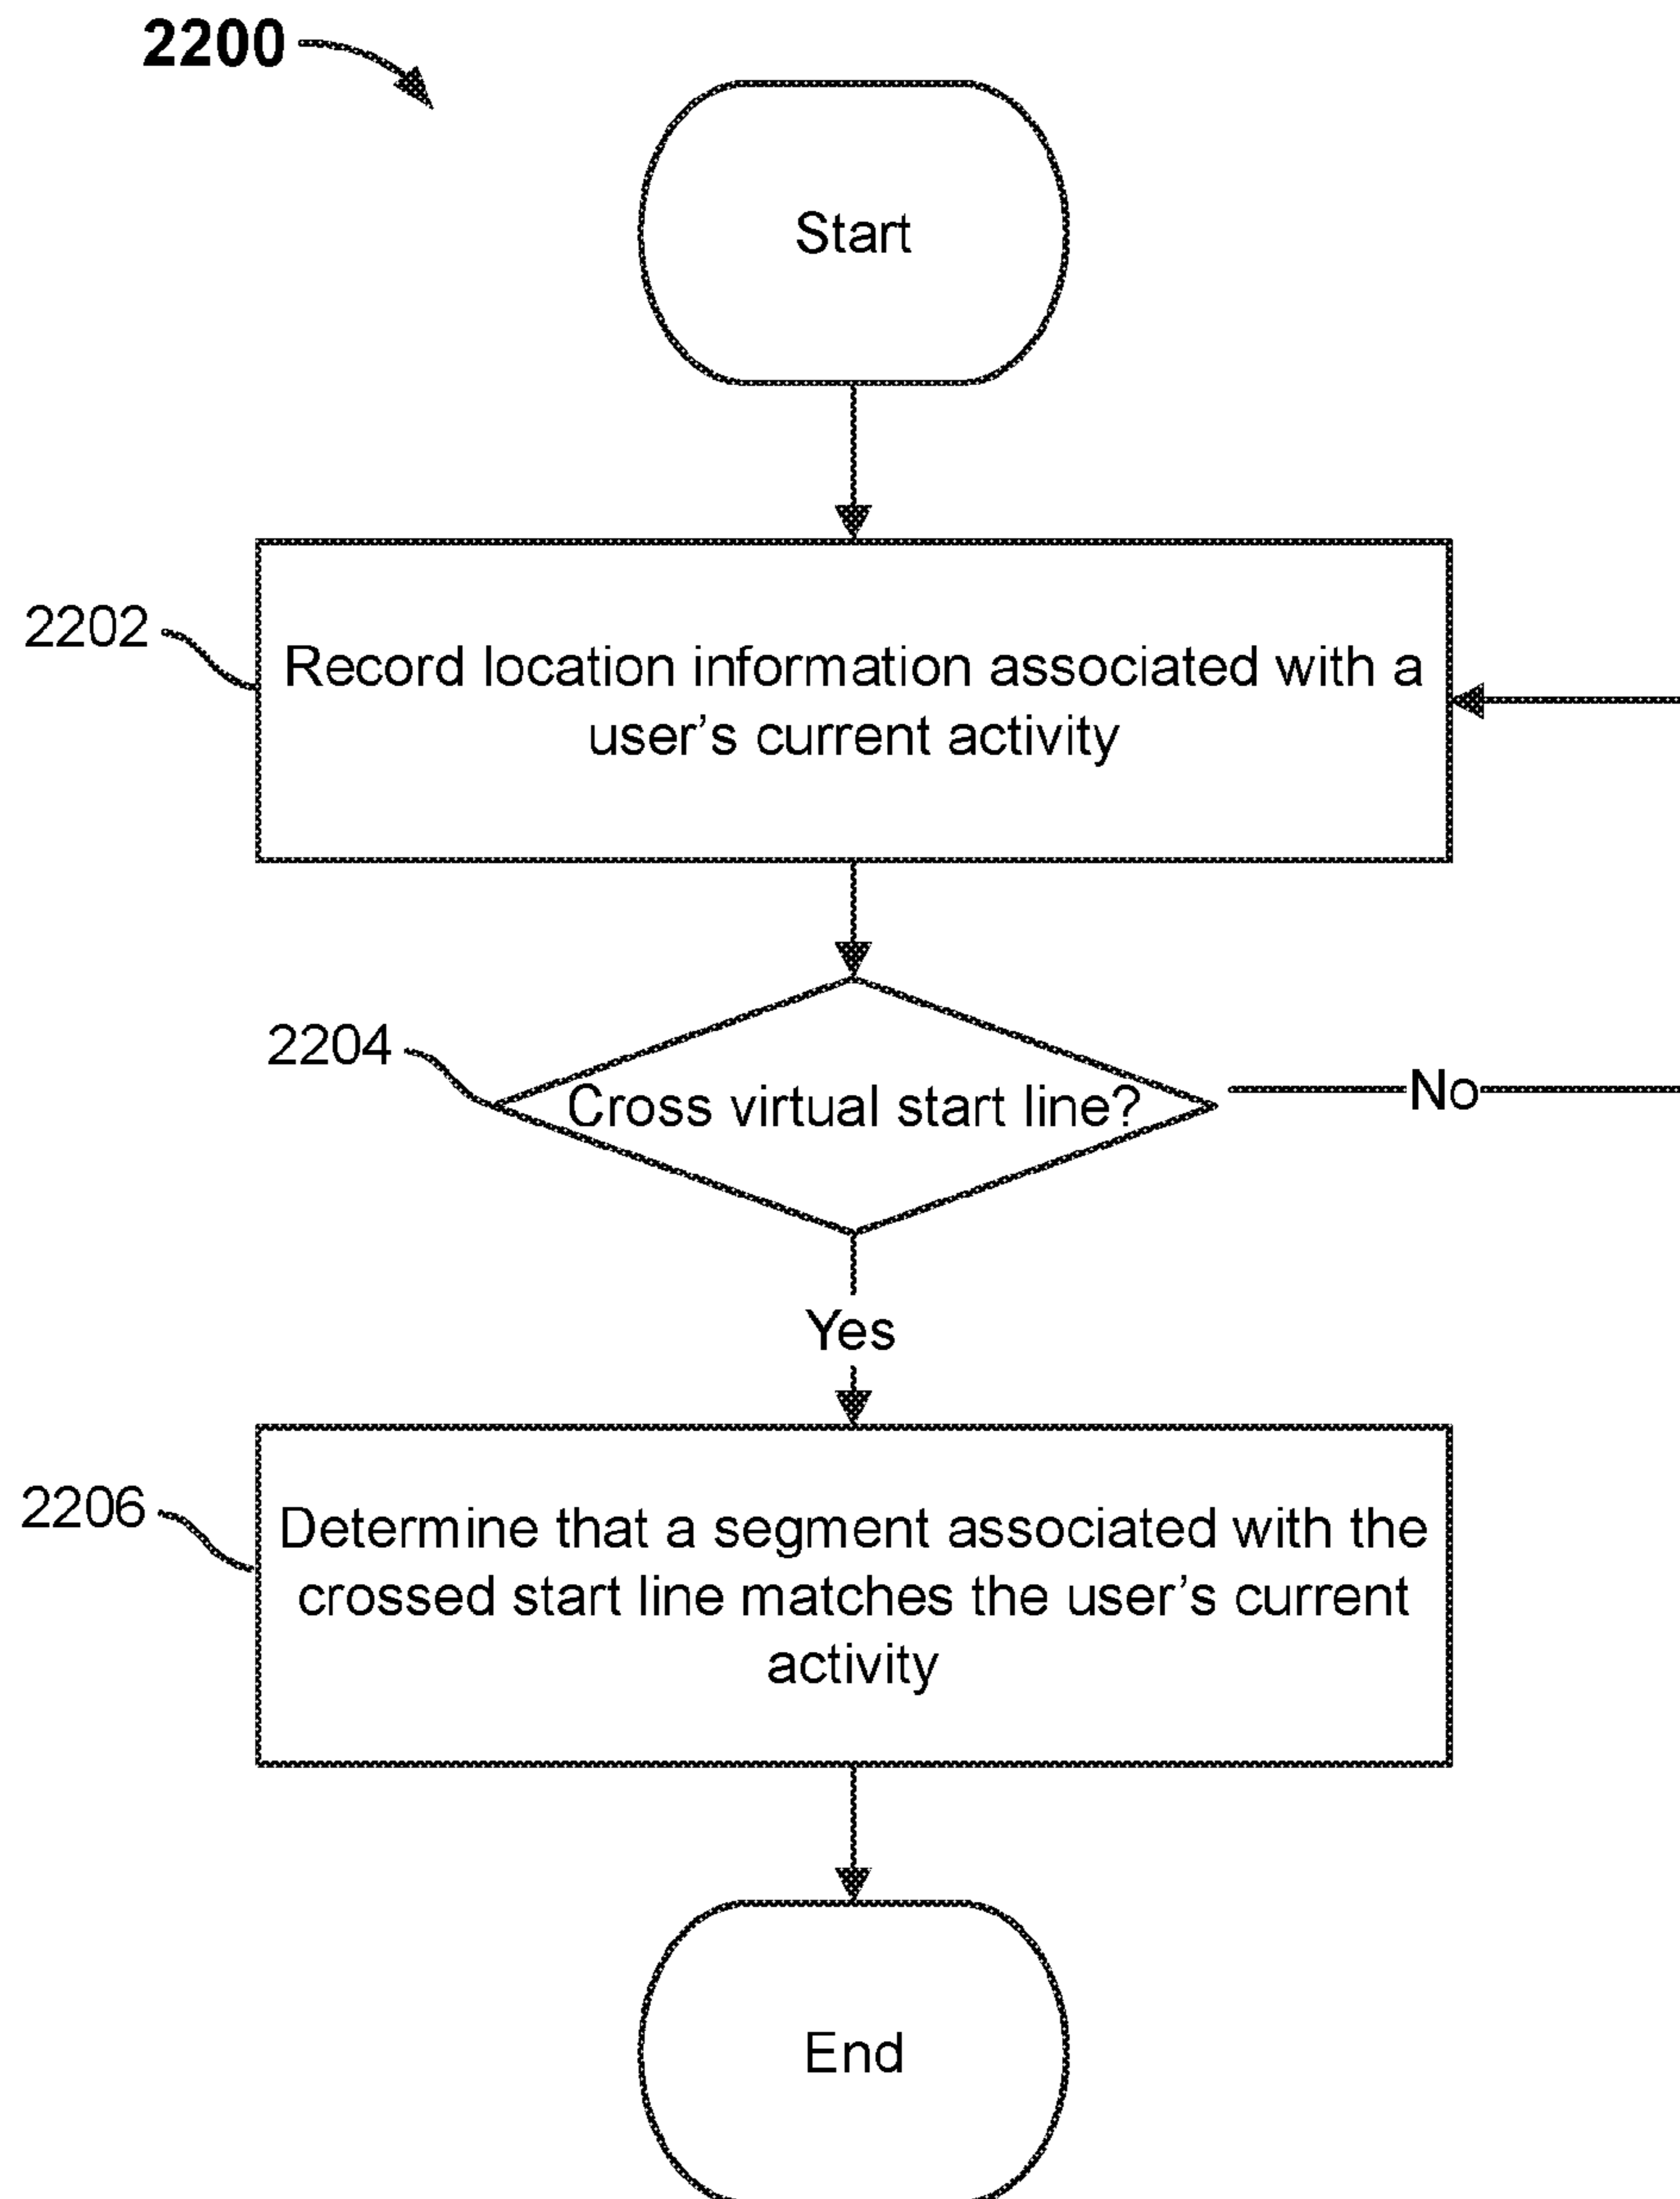 2200
Start
2202
Record location information associated with a
user's current activity
2204
Cross virtual start line?
No
Yes
2206
Determine that a segment associated with the
crossed start line matches the user's current
activity
End